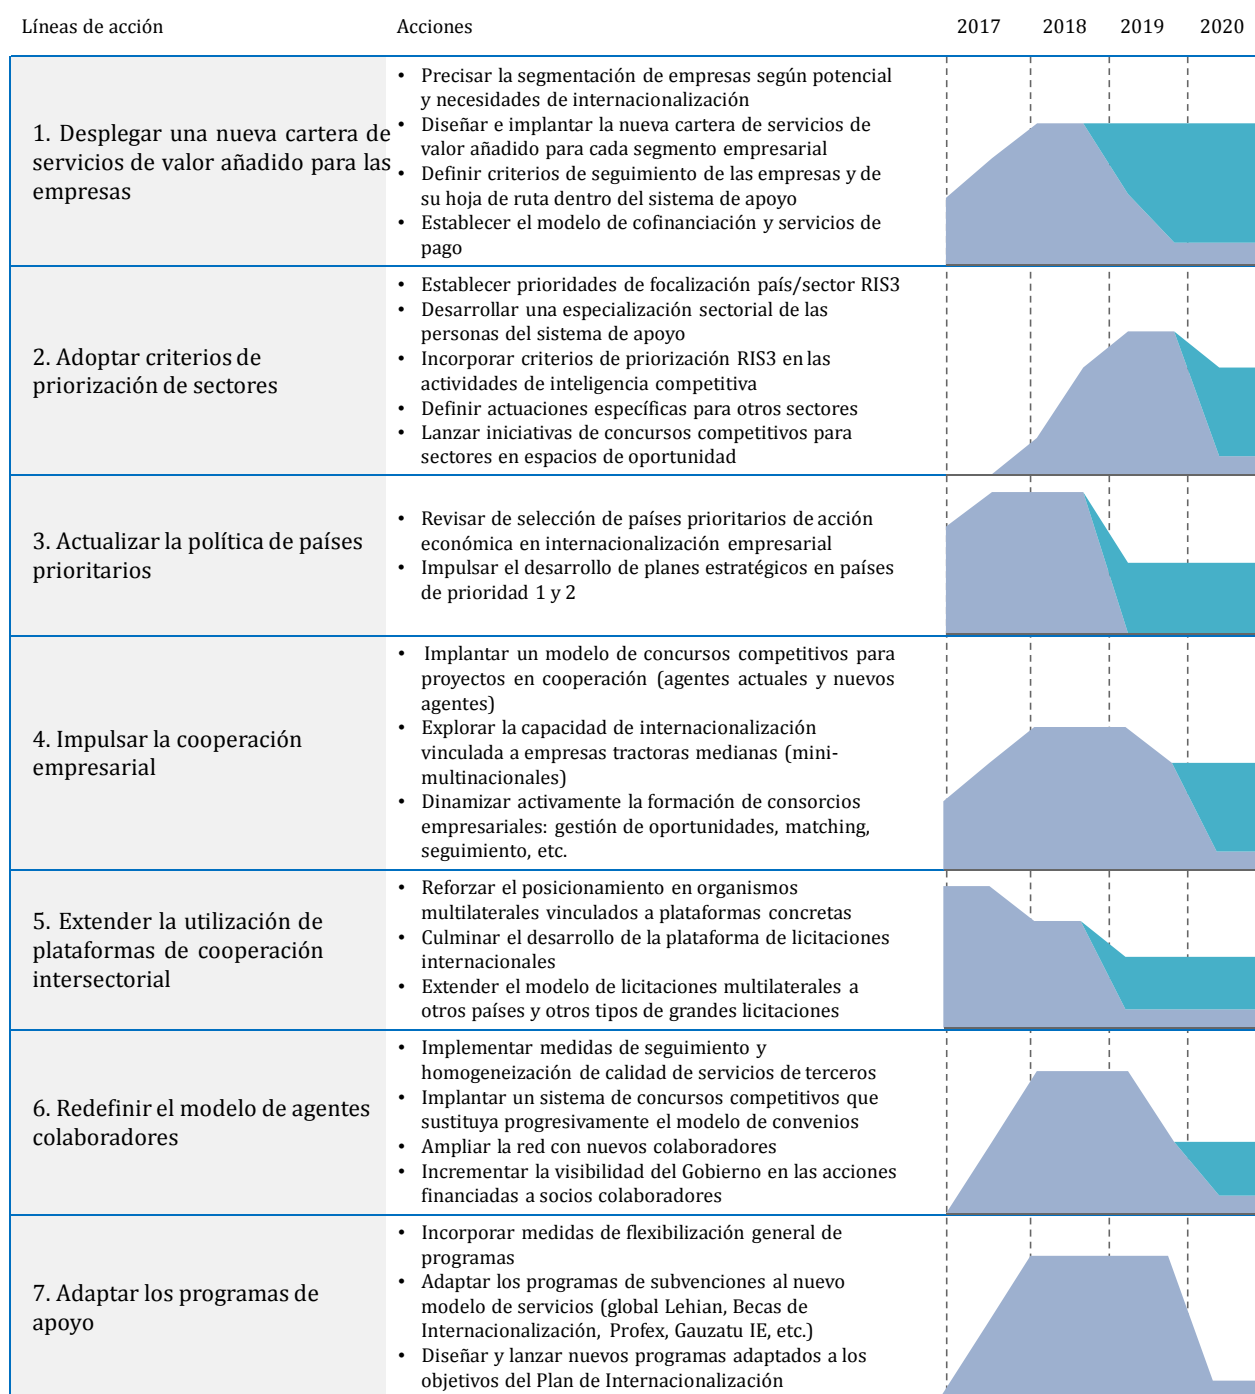 Líneas de acción Acciones 2017 2018 2019 2020
1. Desplegar una nueva cartera de
servicios de valor añadido para las
empresas
• Precisar la segmentación de empresas según potencial
y necesidades de internacionalización
• Diseñar e implantar la nueva cartera de servicios de
valor añadido para cada segmento empresarial
• Definir criterios de seguimiento de las empresas y de
su hoja de ruta dentro del sistema de apoyo
• Establecer el modelo de cofinanciación y servicios de
pago
2. Adoptar criterios de
priorización de sectores
• Establecer prioridades de focalización país/sector RIS3
• Desarrollar una especialización sectorial de las
personas del sistema de apoyo
• Incorporar criterios de priorización RIS3 en las
actividades de inteligencia competitiva
• Definir actuaciones específicas para otros sectores
• Lanzar iniciativas de concursos competitivos para
sectores en espacios de oportunidad
3. Actualizar la política de países
prioritarios
• Revisar de selección de países prioritarios de acción
económica en internacionalización empresarial
• Impulsar el desarrollo de planes estratégicos en países
de prioridad 1 y 2
4. Impulsar la cooperación
empresarial
• Implantar un modelo de concursos competitivos para
proyectos en cooperación (agentes actuales y nuevos
agentes)
• Explorar la capacidad de internacionalización
vinculada a empresas tractoras medianas (mini-
multinacionales)
• Dinamizar activamente la formación de consorcios
empresariales: gestión de oportunidades, matching,
seguimiento, etc.
5. Extender la utilización de
plataformas de cooperación
intersectorial
• Reforzar el posicionamiento en organismos
multilaterales vinculados a plataformas concretas
• Culminar el desarrollo de la plataforma de licitaciones
internacionales
• Extender el modelo de licitaciones multilaterales a
otros países y otros tipos de grandes licitaciones
6. Redefinir el modelo de agentes
colaboradores
• Implementar medidas de seguimiento y
homogeneización de calidad de servicios de terceros
• Implantar un sistema de concursos competitivos que
sustituya progresivamente el modelo de convenios
• Ampliar la red con nuevos colaboradores
• Incrementar la visibilidad del Gobierno en las acciones
financiadas a socios colaboradores
7. Adaptar los programas de
apoyo
• Incorporar medidas de flexibilización general de
programas
• Adaptar los programas de subvenciones al nuevo
modelo de servicios (global Lehian, Becas de
Internacionalización, Profex, Gauzatu IE, etc.)
• Diseñar y lanzar nuevos programas adaptados a los
objetivos del Plan de Internacionalización